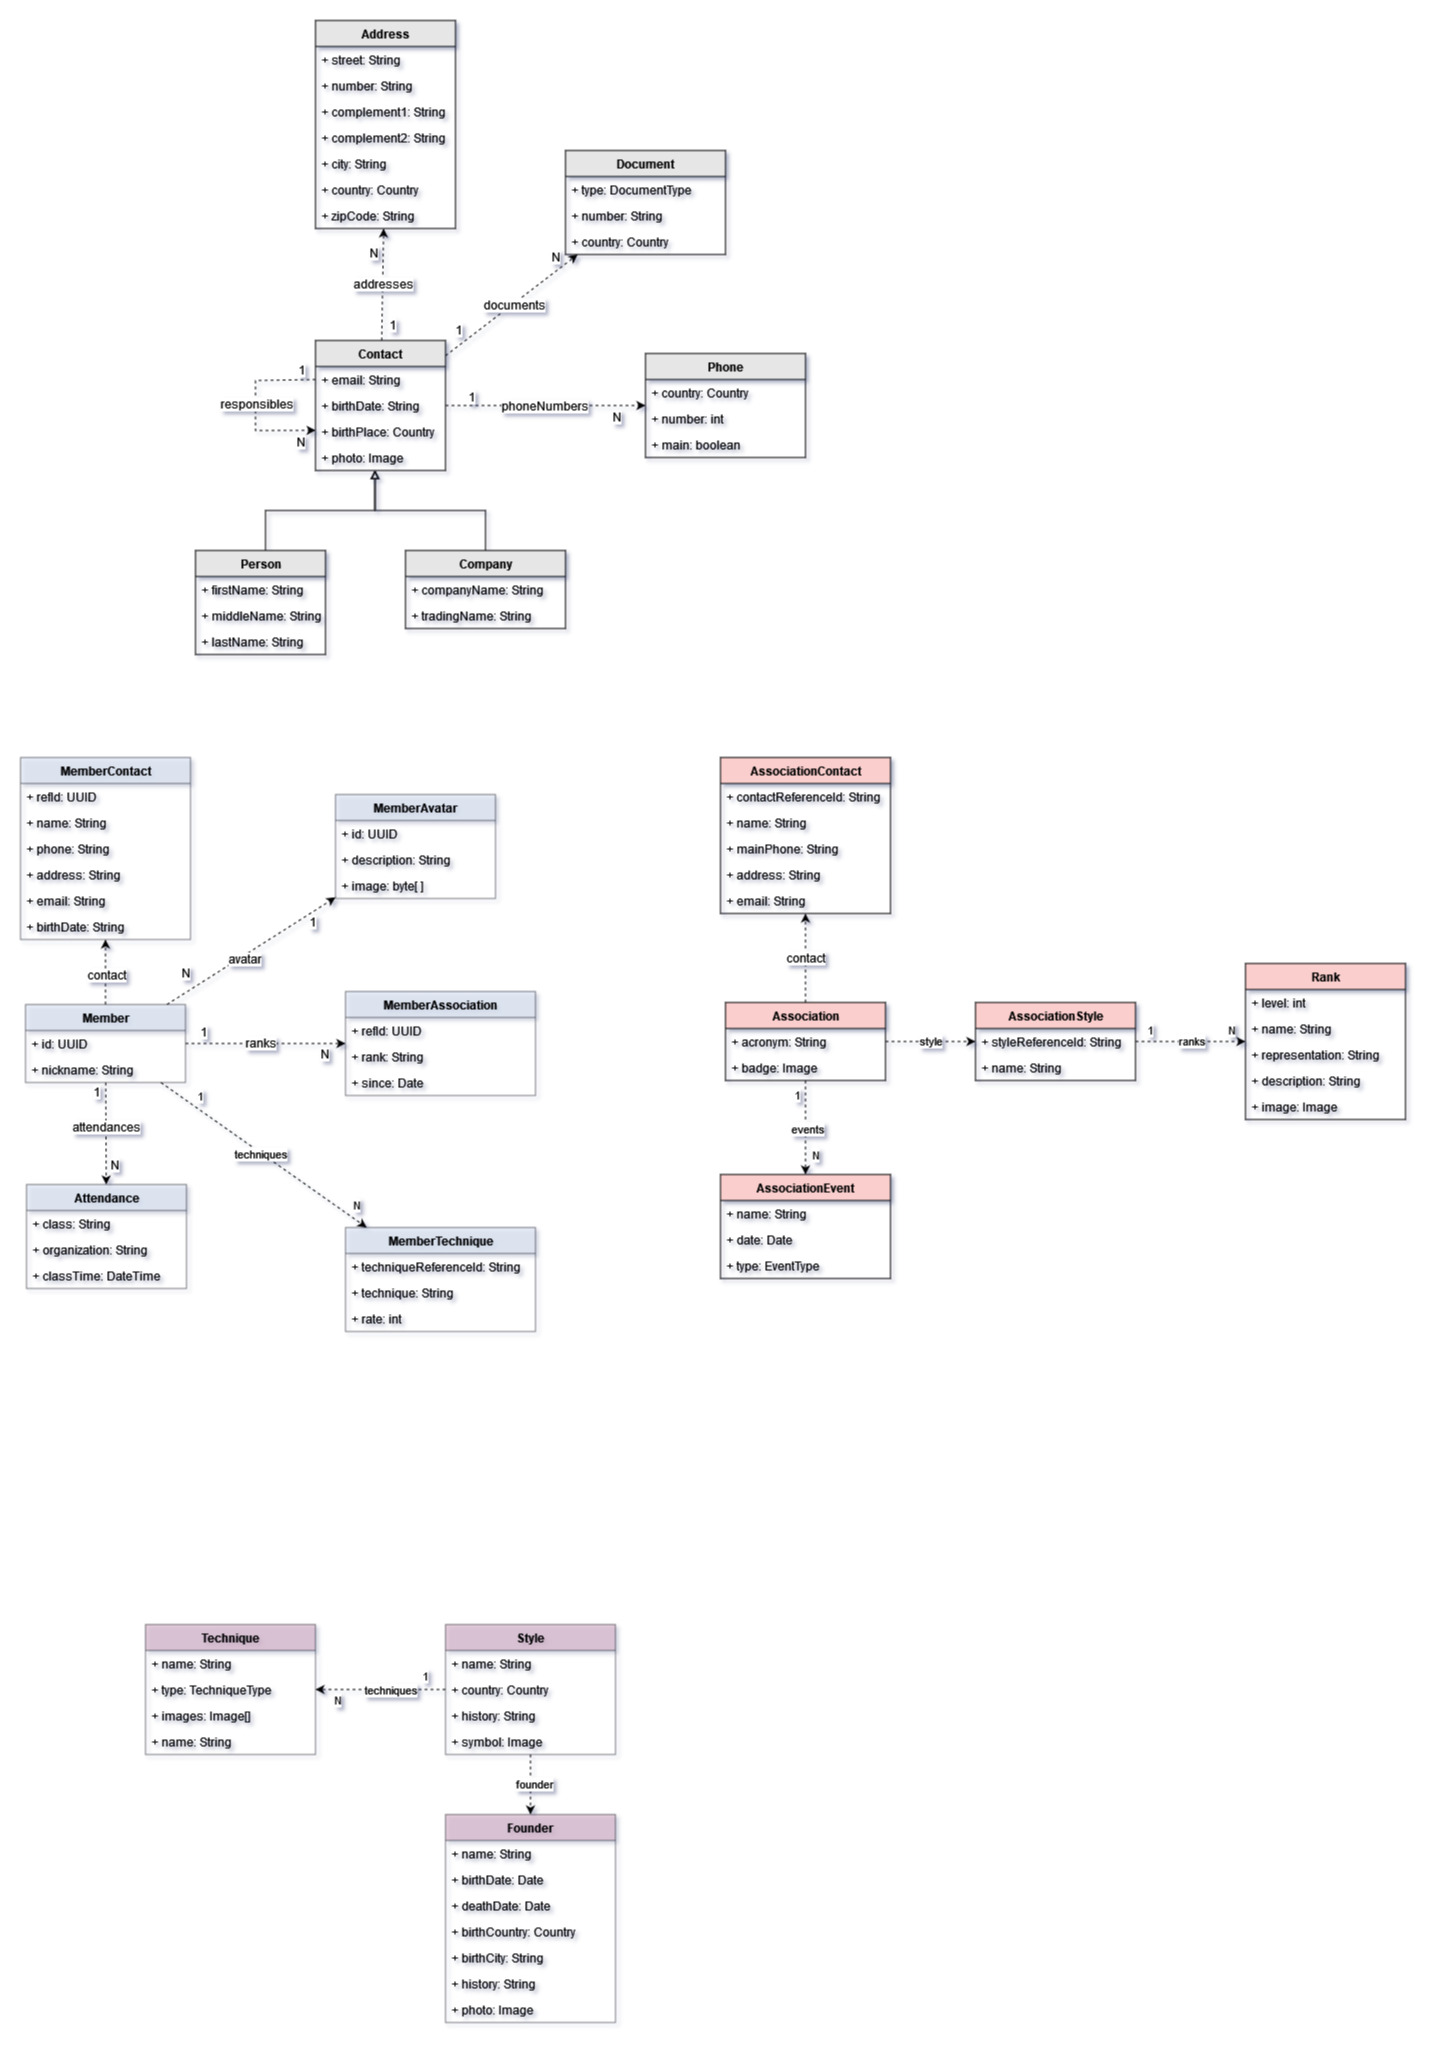 Address
+ street: String
+ number: String
+ complement1: String
+ complement2: String
+ city: String
+ country: Country
+ zipCode: String
Document
+ type: DocumentType
+ number: String
+ country: Country
N
addresses
1
N
documents
1
Contact
+ email: String
+ birthDate: String
+ birthPlace: Country
+ photo: Image
1
responsibles
N
1
phoneNumbers
N
Phone
+ country: Country
+ number: int
+ main: boolean
Person
+ firstName: String
+ middleName: String
+ lastName: String
Company
+ companyName: String
+ tradingName: String
MemberContact
+ refId: UUID
+ name: String
+ phone: String
+ address: String
+ email: String
+ birthDate: String
MemberAvatar
+ id: UUID
+ description: String
+ image: byte[ ]
contact
N
avatar
1
Member
+ id: UUID
+ nickname: String
1
ranks
N
MemberAssociation
+ refId: UUID
+ rank: String
+ since: Date
1
attendances
N
1
techniques
N
Attendance
+ class: String
+ organization: String
+ classTime: DateTime
MemberTechnique
+ techniqueReferenceId: String
+ technique: String
+ rate: int
AssociationContact
+ contactReferenceId: String
+ name: String
+ mainPhone: String
+ address: String
+ email: String
contact
Association
+ acronym: String
+ badge: Image
style
AssociationStyle
+ styleReferenceId: String
+ name: String
1
ranks
N
Rank
+ level: int
+ name: String
+ representation: String
+ description: String
+ image: Image
1
events
N
AssociationEvent
+ name: String
+ date: Date
+ type: EventType
Technique
+ name: String
+ type: TechniqueType
+ images: Image[]
+ name: String
1
techniques
N
Style
+ name: String
+ country: Country
+ history: String
+ symbol: Image
founder
Founder
+ name: String
+ birthDate: Date
+ deathDate: Date
+ birthCountry: Country
+ birthCity: String
+ history: String
+ photo: Image